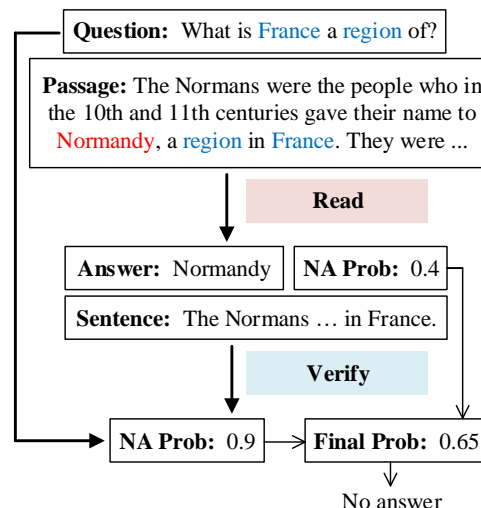 Question: What is France a region of?
Passage: The Normans were the people who in
the 10th and 11th centuries gave their name to
Normandy, a region in France. They were ...
Read
Answer: Normandy
NA Prob: 0.4
Sentence: The Normans … in France.
Verify
NA Prob: 0.9
Final Prob: 0.65
No answer